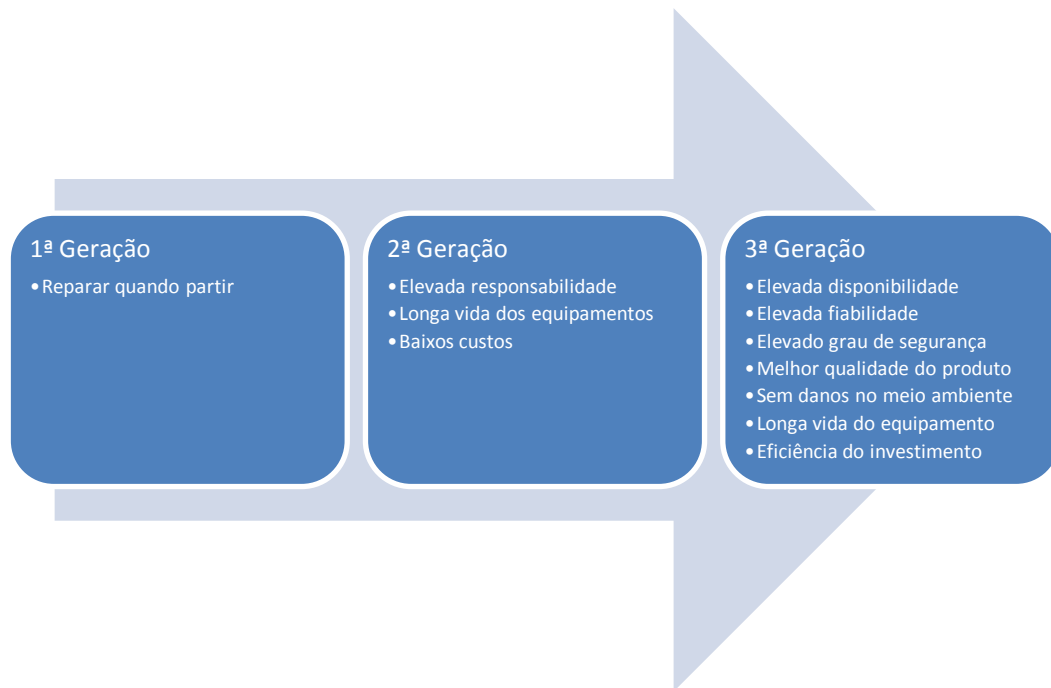 1ª Geração
•Reparar quando partir
2ª Geração
•Elevada responsabilidade
•Longa vida dos equipamentos
•Baixos custos
3ª Geração
•Elevada disponibilidade
•Elevada fiabilidade
•Elevado grau de segurança
•Melhor qualidade do produto
•Sem danos no meio ambiente
•Longa vida do equipamento
•Eficiência do investimento